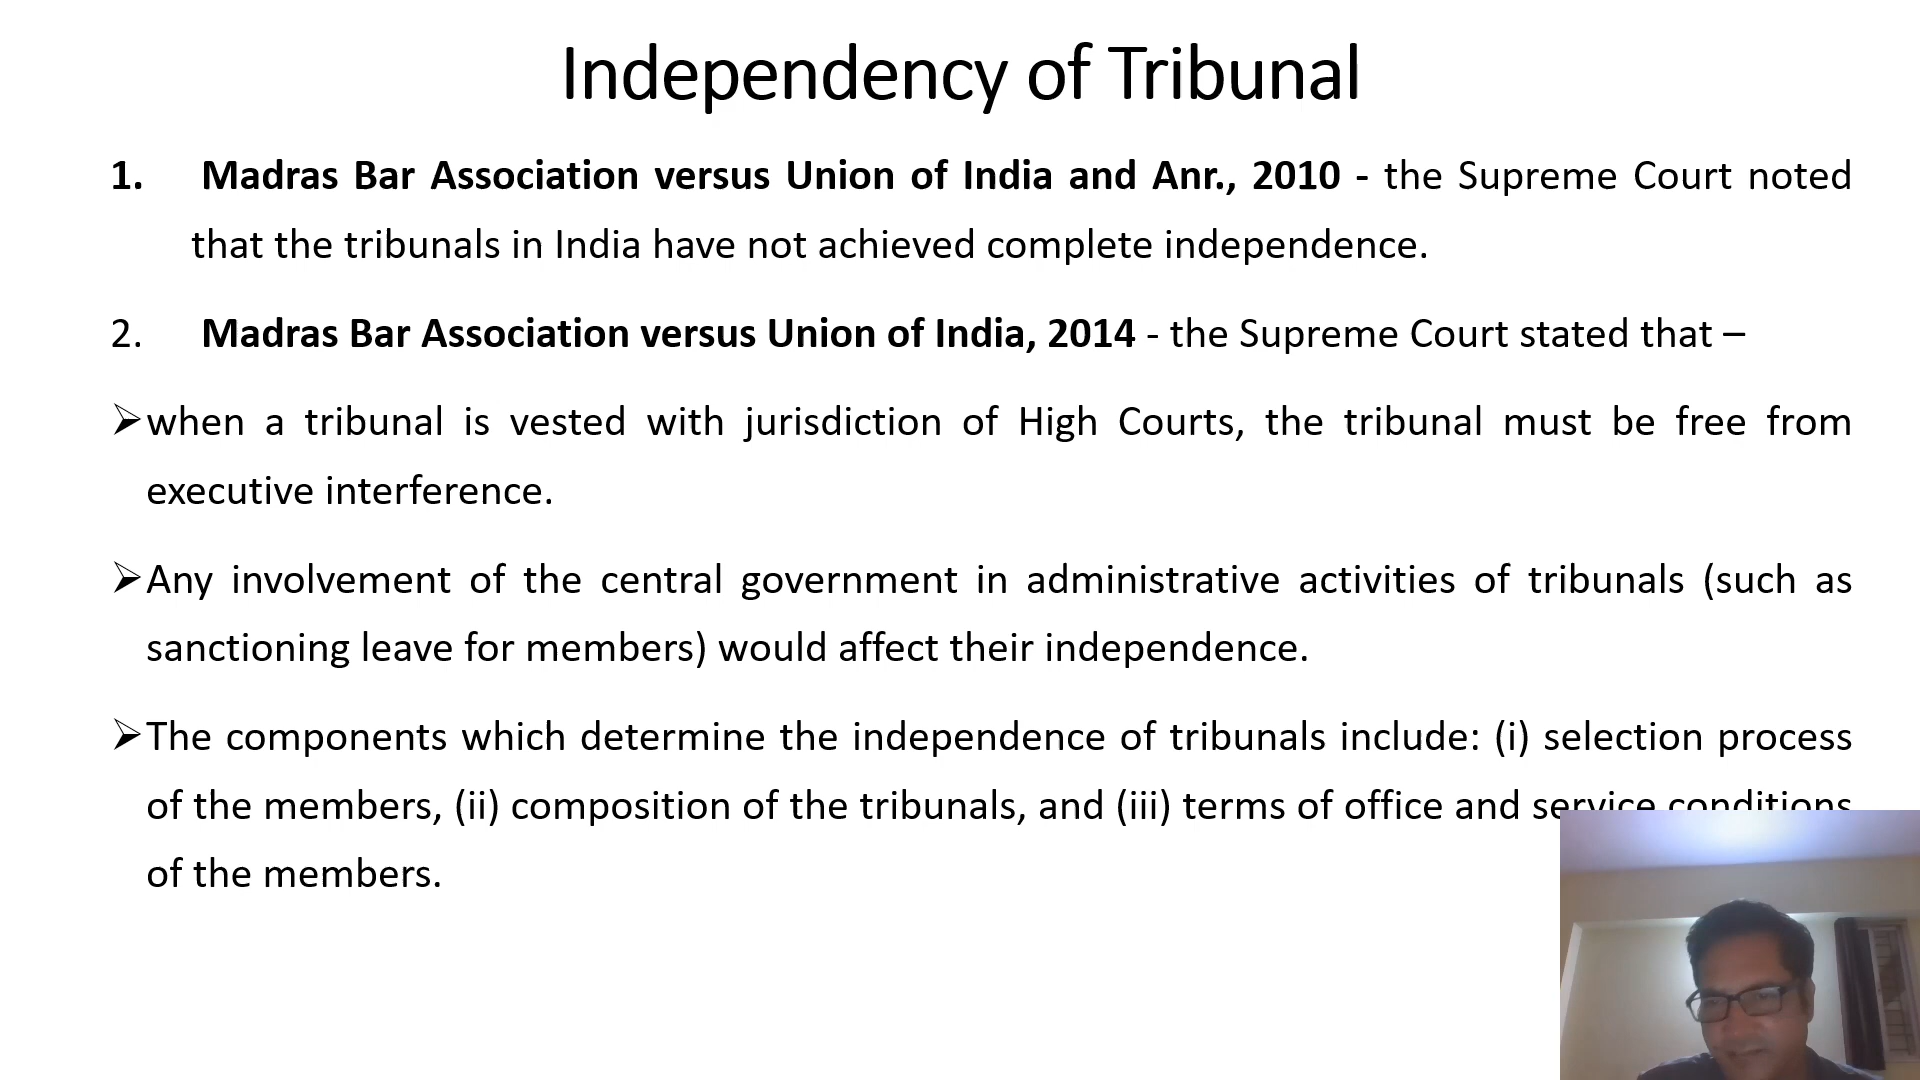 Independency of Tribunal
1. Madras Bar Association versus Union of India and Anr., 2010 - the Supreme Court noted
that the tribunals in India have not achieved complete independence.
2. Madras Bar Association versus Union of India, 2014 - the Supreme Court stated that –
➢when a tribunal is vested with jurisdiction of High Courts, the tribunal must be free from
executive interference.
➢Any involvement of the central government in administrative activities of tribunals (such as
sanctioning leave for members) would affect their independence.
➢The components which determine the independence of tribunals include: (i) selection process
of the members, (ii) composition of the tribunals, and (iii) terms of office and service conditions
of the members.